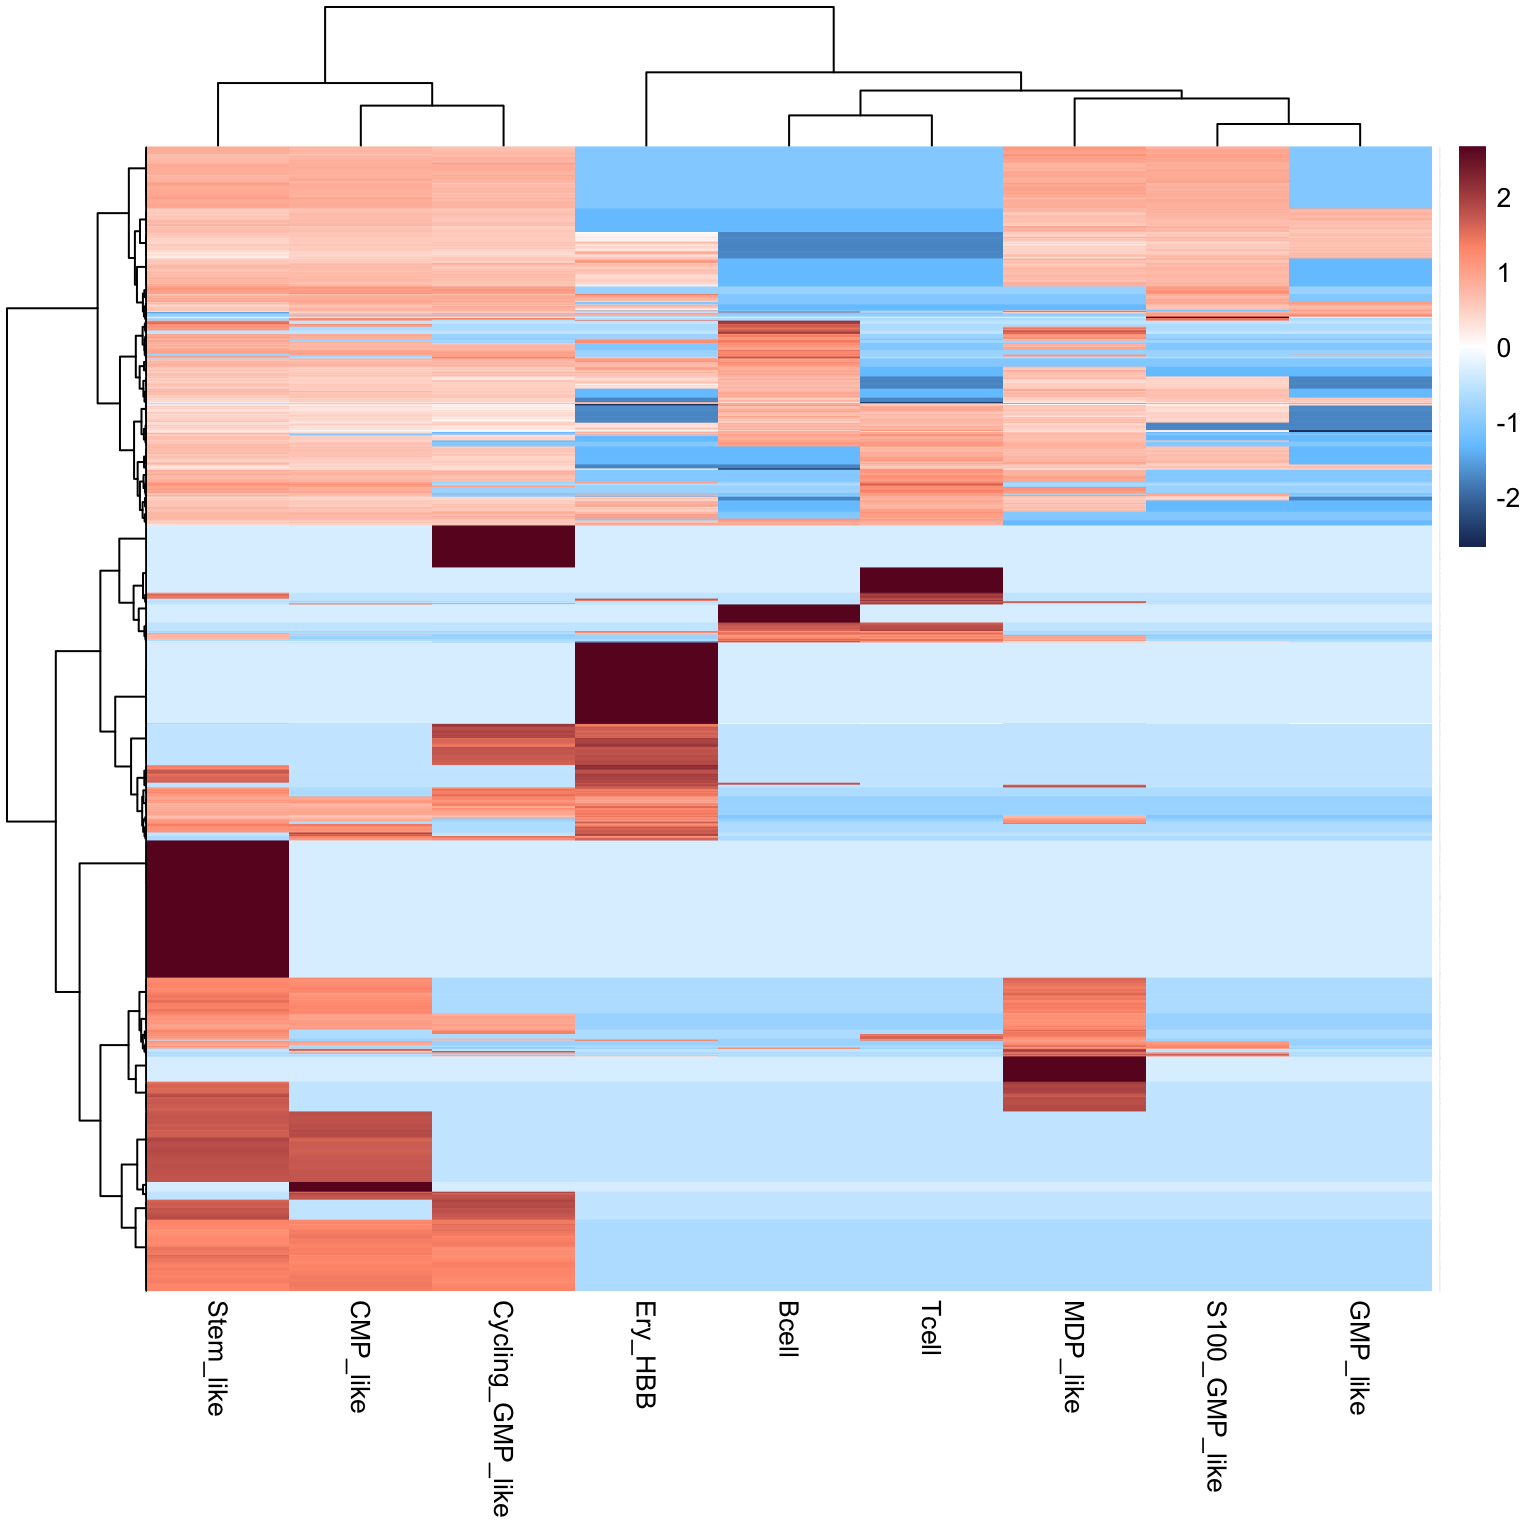 2
1
0
-1
-2
Stem_like
CMP_like
Cycling_GMP_like
Ery_HBB
Bcell
Tcell
MDP_like
S100_GMP_like
GMP_like